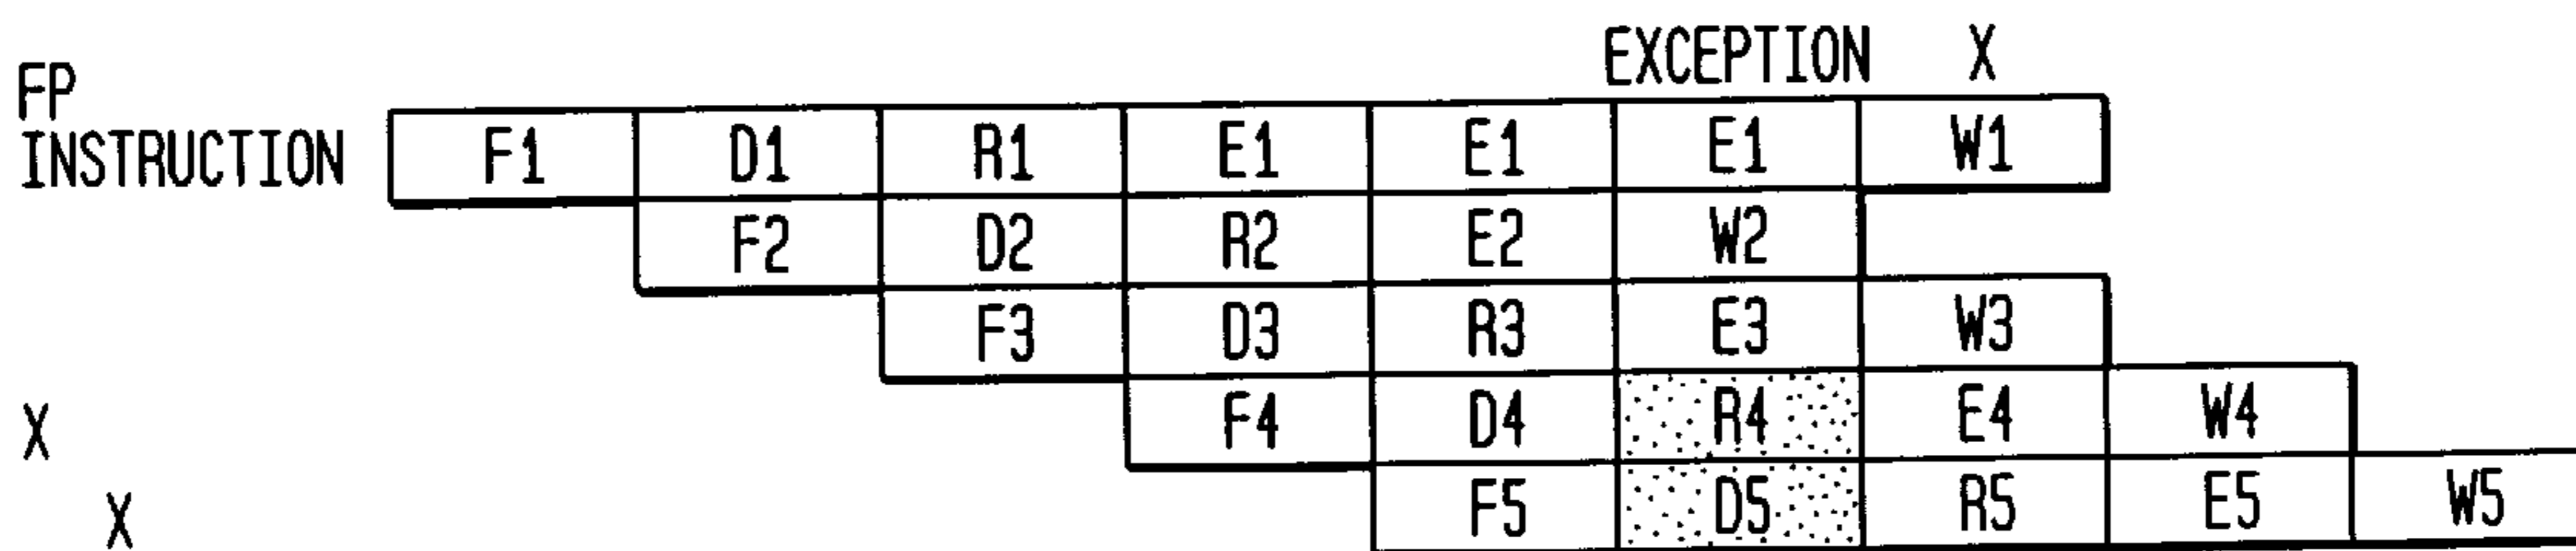 EXCEPTION X
FP
INSTRUCTION F1 D1 R1 E1 E1 E1 W1
F2 D2 R2 E2 W2
F3 D3 R3 E3 W3
X F4 D4 R4 E4 W4
X F5 D5 R5 E5 W5